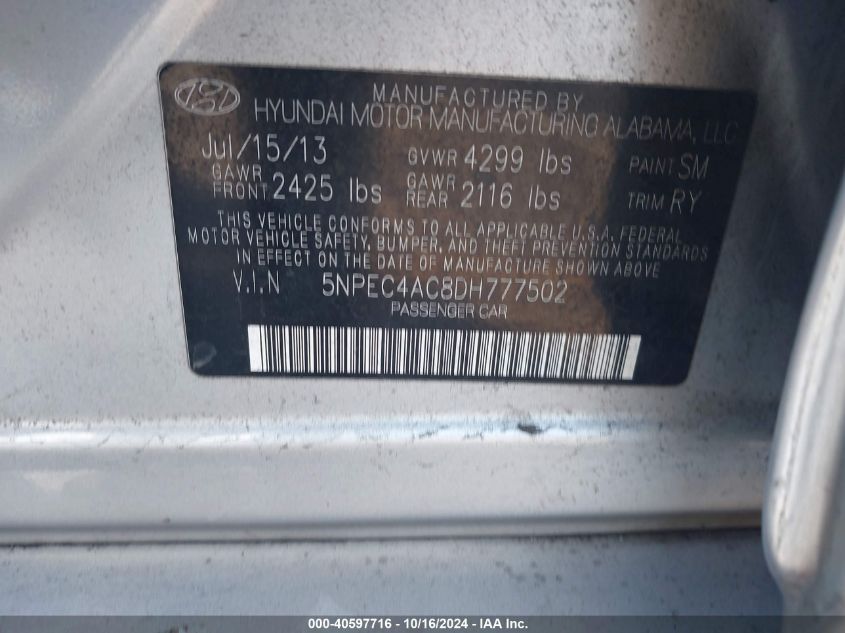 MANUFACTURED BY
HYUNDAI MOTOR MANUFACTURING ALABAMA, LLC
Jul/15/13 GVWR 4299 lbs PAINT SM
GAWR FRONT 2425 lbs GAWR REAR 2116 lbs TRIM RY
THIS VEHICLE CONFORMS TO ALL APPLICABLE U.S.A. FEDERAL
MOTOR VEHICLE SAFETY, BUMPER, AND THEFT PREVENTION STANDARDS
IN EFFECT ON THE DATE OF MANUFACTURE SHOWN ABOVE.
V.I.N 5NPEC4AC8DH777502
PASSENGER CAR
000-40597716 - 10/16/2024 - IAA Inc.